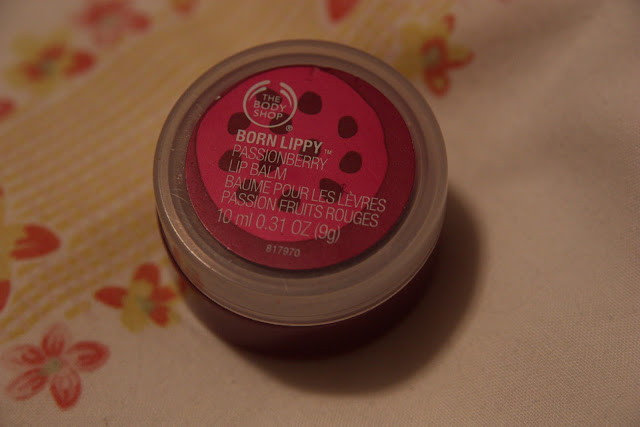 THE
BODY
SHOP
®
BORN LIPPY™
PASSIONBERRY
LIP BALM
BAUME POUR LES LÈVRES
PASSION FRUITS ROUGES
10 ml 0.31 OZ (9g)
817970